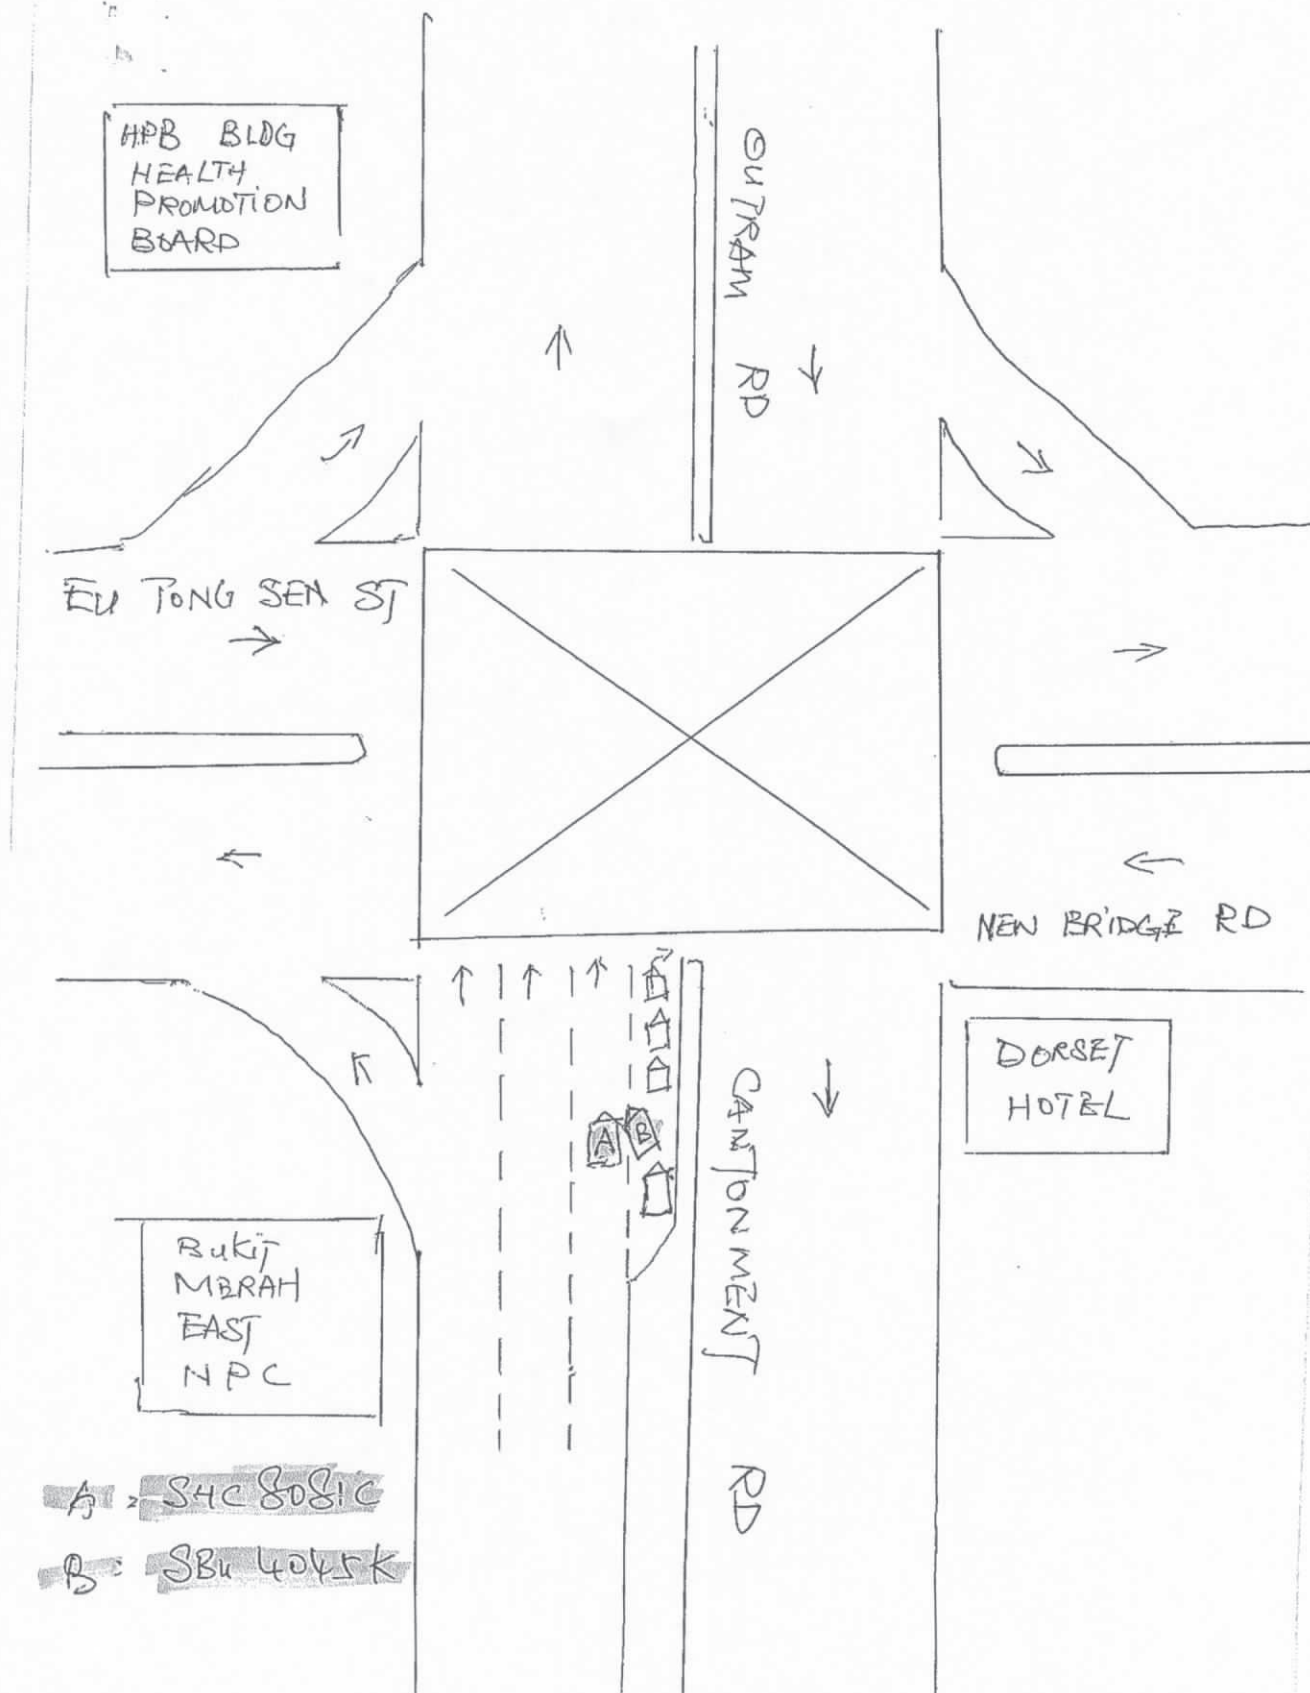 HPB BLDG
HEALTH
PROMOTION
BOARD
OUTRAM RD
EU TONG SEN ST
NEW BRIDGE RD
DORSET
HOTEL
A B
CANTONMENT RD
BUKIT
MERAH
EAST
NPC
A = SHC 8081C
B = SBU 4045K